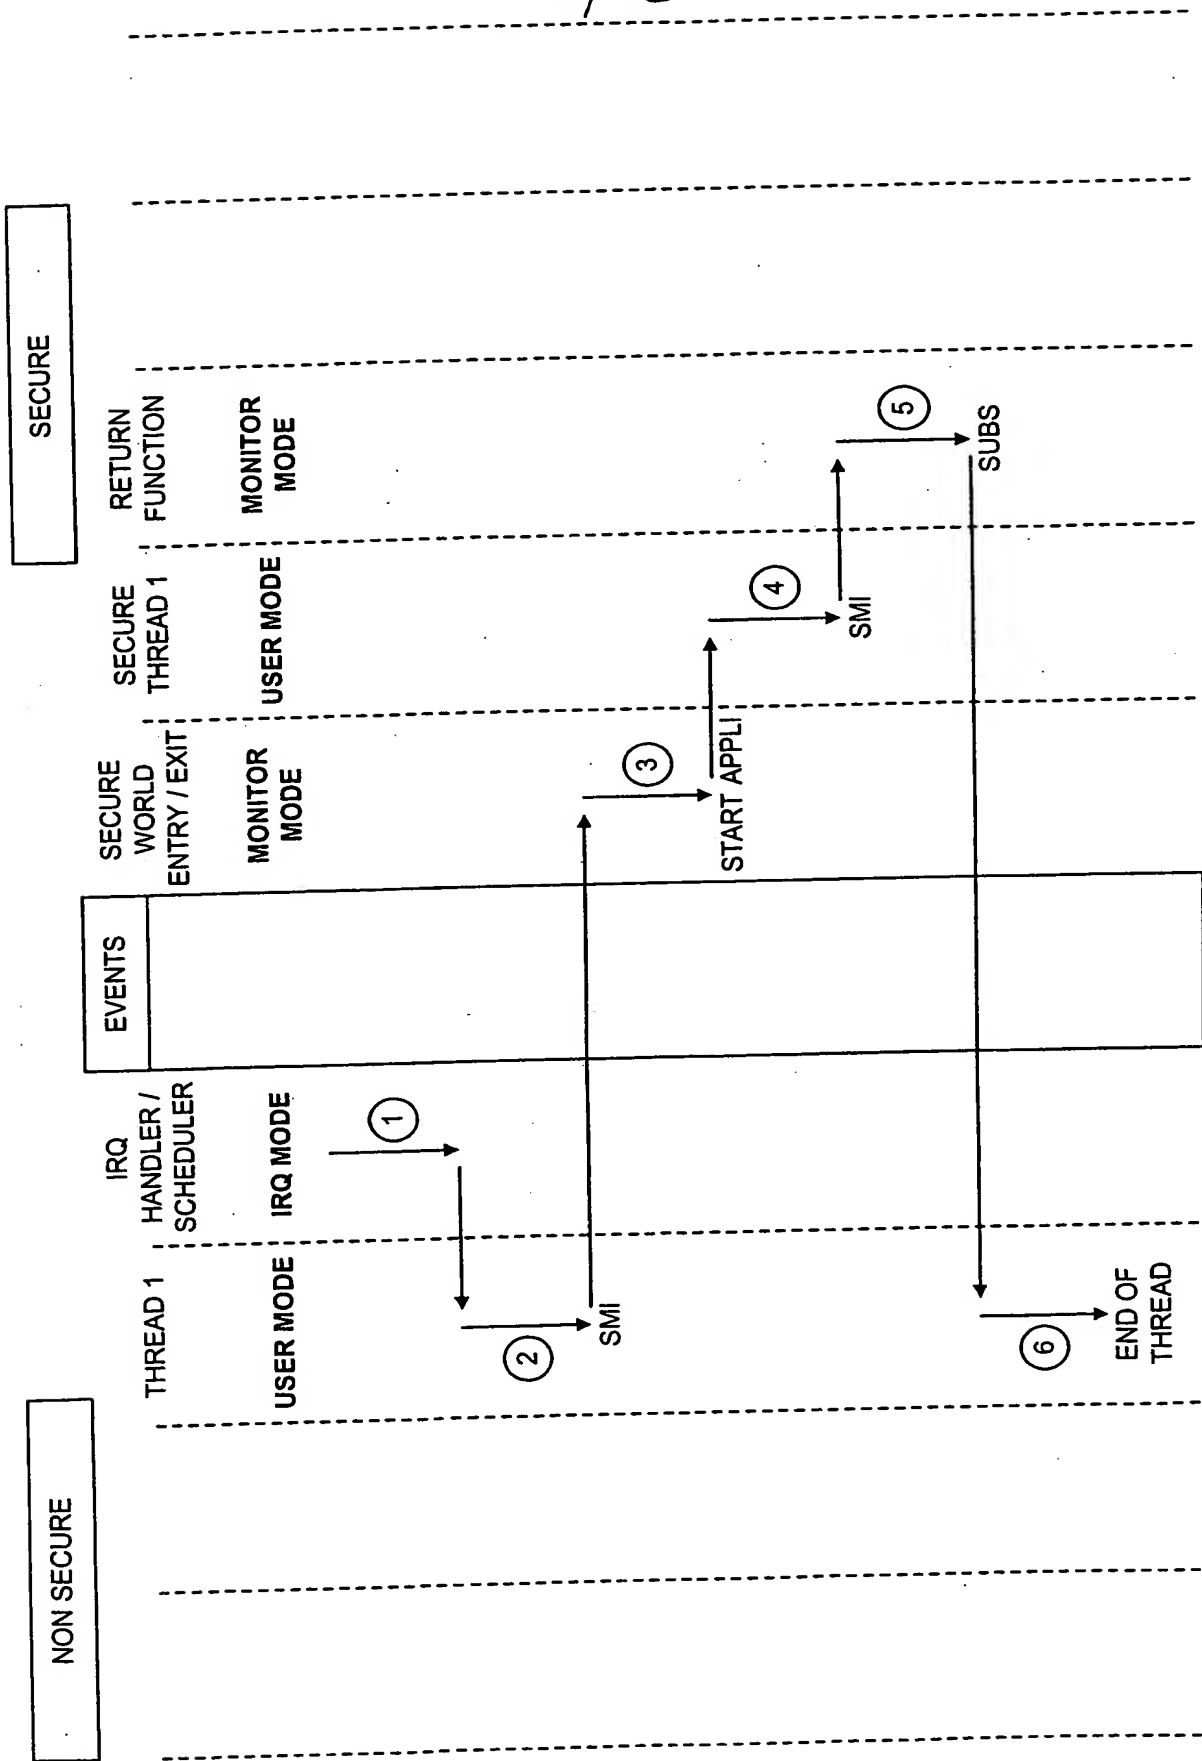 NON SECURE
SECURE
EVENTS
THREAD 1
IRQ
HANDLER /
SCHEDULER
SECURE
WORLD
ENTRY / EXIT
SECURE
THREAD 1
RETURN
FUNCTION
USER MODE
IRQ MODE
MONITOR
MODE
USER MODE
MONITOR
MODE
1
2
SMI
3
START APPLI
4
SMI
5
SUBS
6
END OF
THREAD